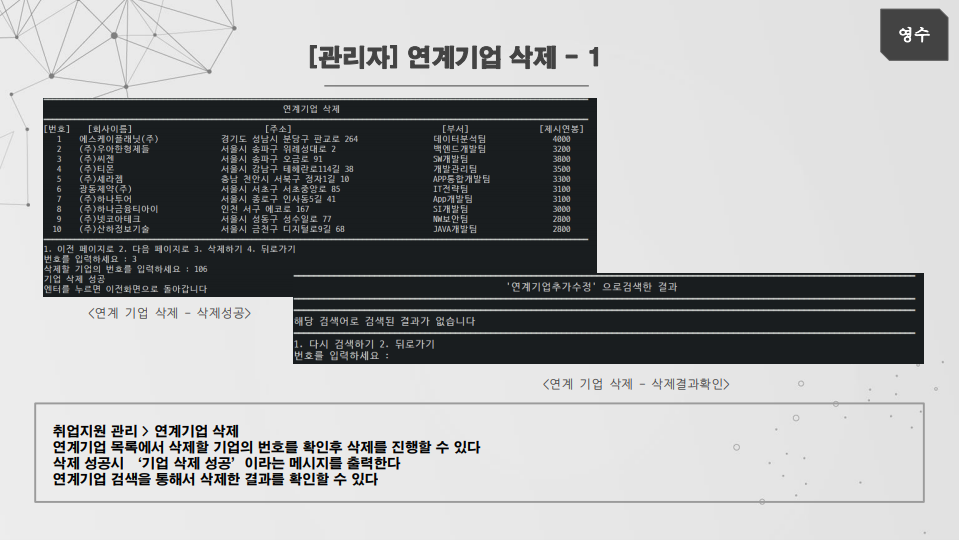 영수
[관리자] 연계기업 삭제 - 1
연계기업 삭제
[번호] [회사이름] [주소] [부서] [제시연봉]
1 에스케이플래닛(주) 경기도 성남시 분당구 판교로 264 데이터분석팀 4000
2 (주)우아한형제들 서울시 송파구 위례성대로 2 백엔드개발팀 3200
3 (주)씨젠 서울시 송파구 오금로 91 SW개발팀 3800
4 (주)티몬 서울시 강남구 테헤란로114길 38 개발관리팀 3500
5 (주)세라젬 충남 천안시 서북구 정자1길 10 APP통합개발팀 3300
6 광동제약(주) 서울시 서초구 서초중앙로 85 IT전략팀 3100
7 (주)하나투어 서울시 종로구 인사동5길 41 App개발팀 3100
8 (주)하나금융티아이 인천 서구 에코로 167 SI개발팀 3000
9 (주)넷코아테크 서울시 성동구 성수일로 77 NW보안팀 2800
10 (주)산하정보기술 서울시 금천구 디지털로9길 68 JAVA개발팀 2800
1. 이전 페이지로 2. 다음 페이지로 3. 삭제하기 4. 뒤로가기
번호를 입력하세요 : 3
삭제할 기업의 번호를 입력하세요 : 106
기업 삭제 성공
엔터를 누르면 이전화면으로 돌아갑니다
<연계 기업 삭제 - 삭제성공>
'연계기업추가수정' 으로검색한 결과
해당 검색어로 검색된 결과가 없습니다
1. 다시 검색하기 2. 뒤로가기
번호를 입력하세요 :
<연계 기업 삭제 - 삭제결과확인>
취업지원 관리 > 연계기업 삭제
연계기업 목록에서 삭제할 기업의 번호를 확인후 삭제를 진행할 수 있다
삭제 성공시 ‘기업 삭제 성공’ 이라는 메시지를 출력한다
연계기업 검색을 통해서 삭제한 결과를 확인할 수 있다